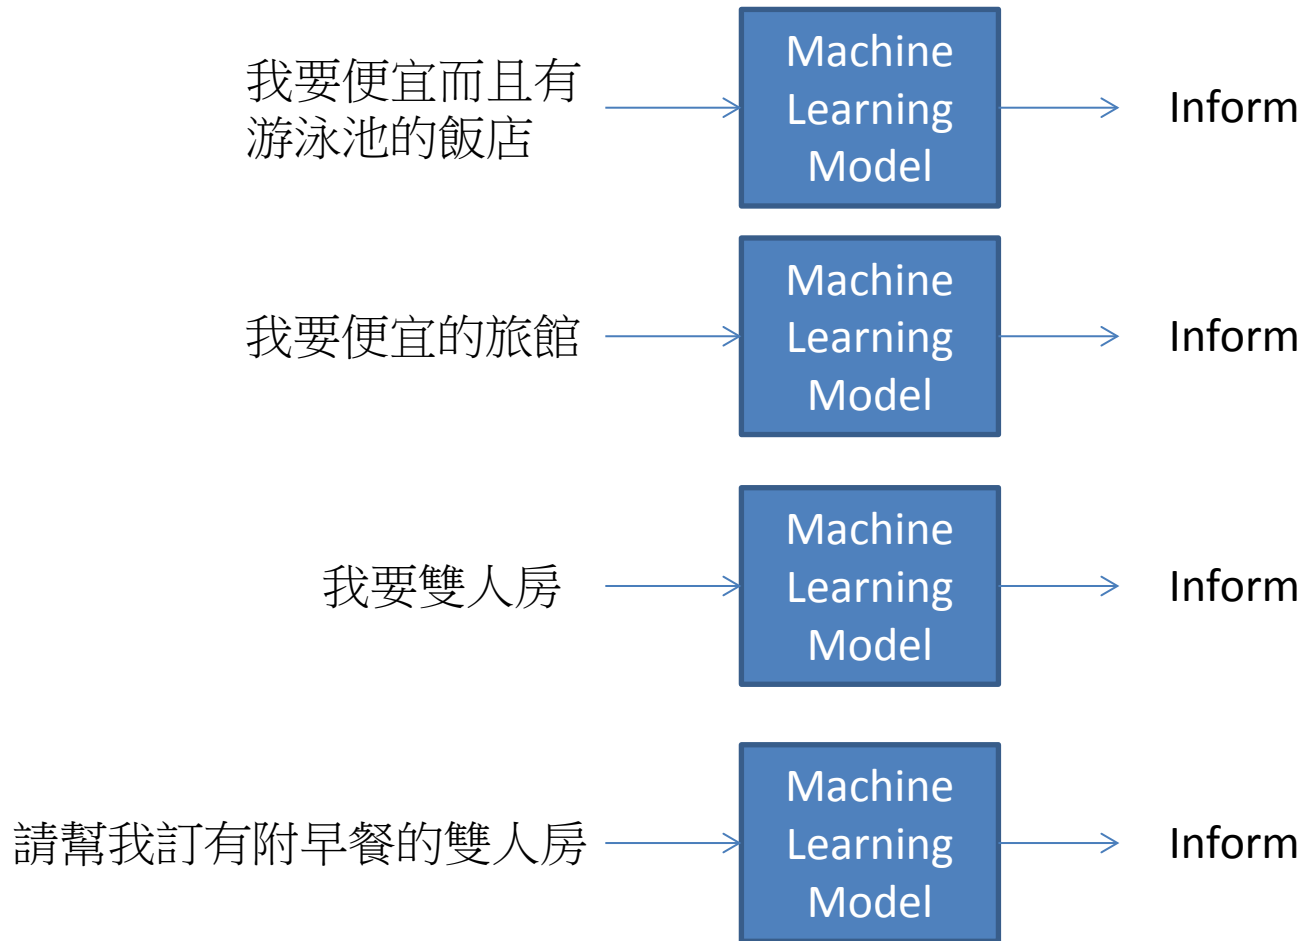 我要便宜而且有
游泳池的飯店
Machine
Learning
Model
Inform
我要便宜的旅館
Machine
Learning
Model
Inform
我要雙人房
Machine
Learning
Model
Inform
請幫我訂有附早餐的雙人房
Machine
Learning
Model
Inform